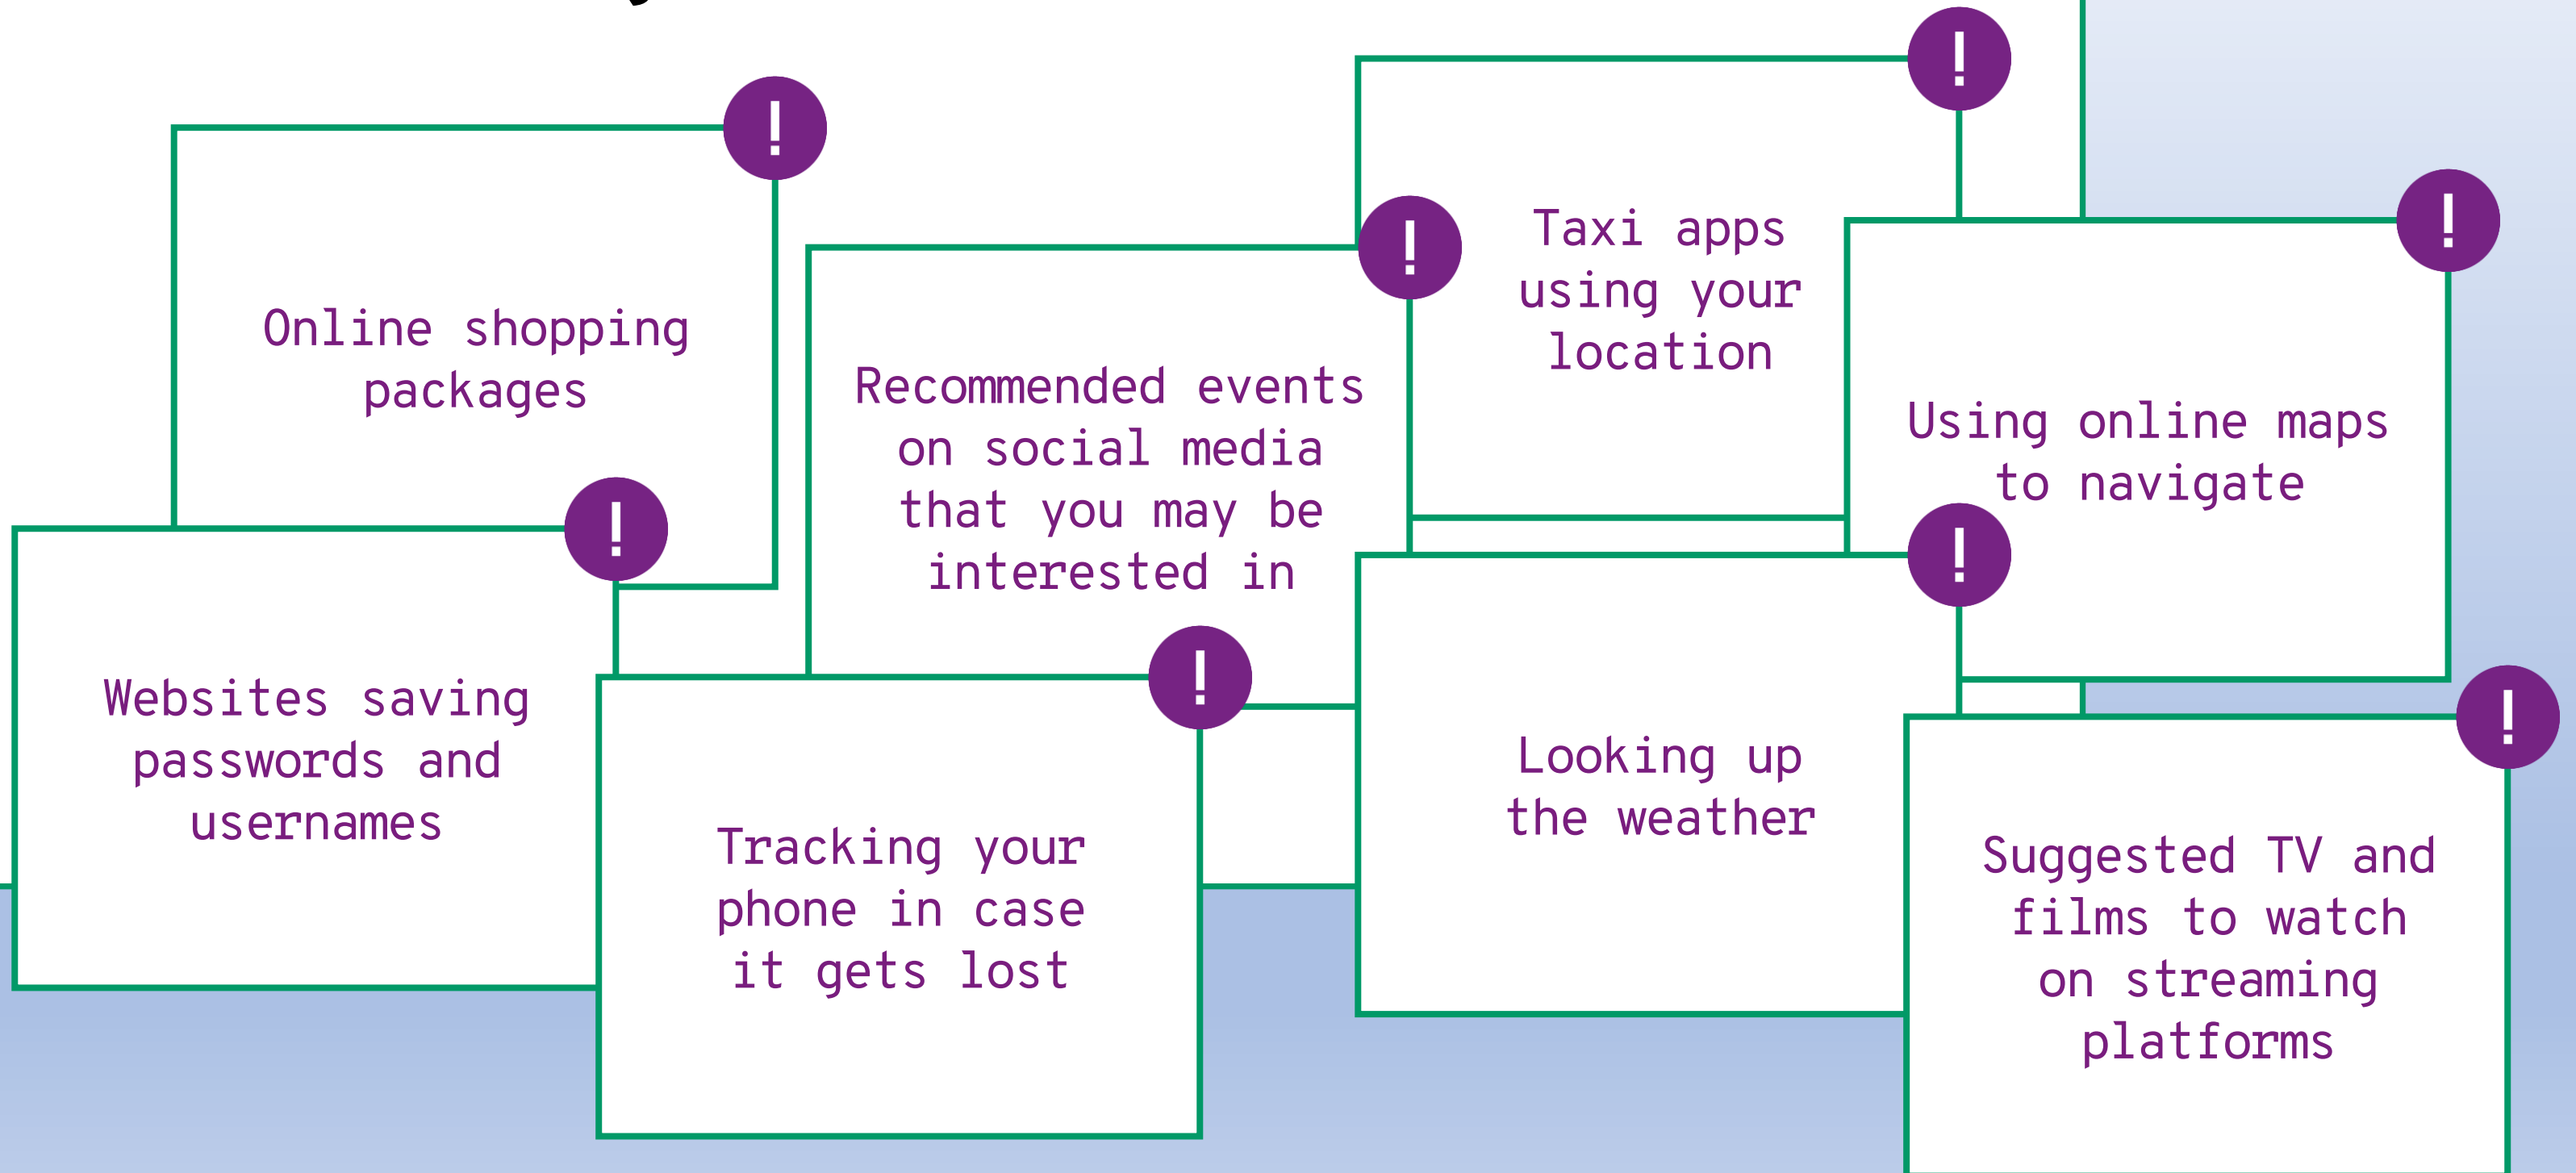 Online shopping
packages
!
Recommended events
on social media
that you may be
interested in
!
Taxi apps
using your
location
!
Using online maps
to navigate
!
Websites saving
passwords and
usernames
!
Tracking your
phone in case
it gets lost
!
Looking up
the weather
!
Suggested TV and
films to watch
on streaming
platforms
!